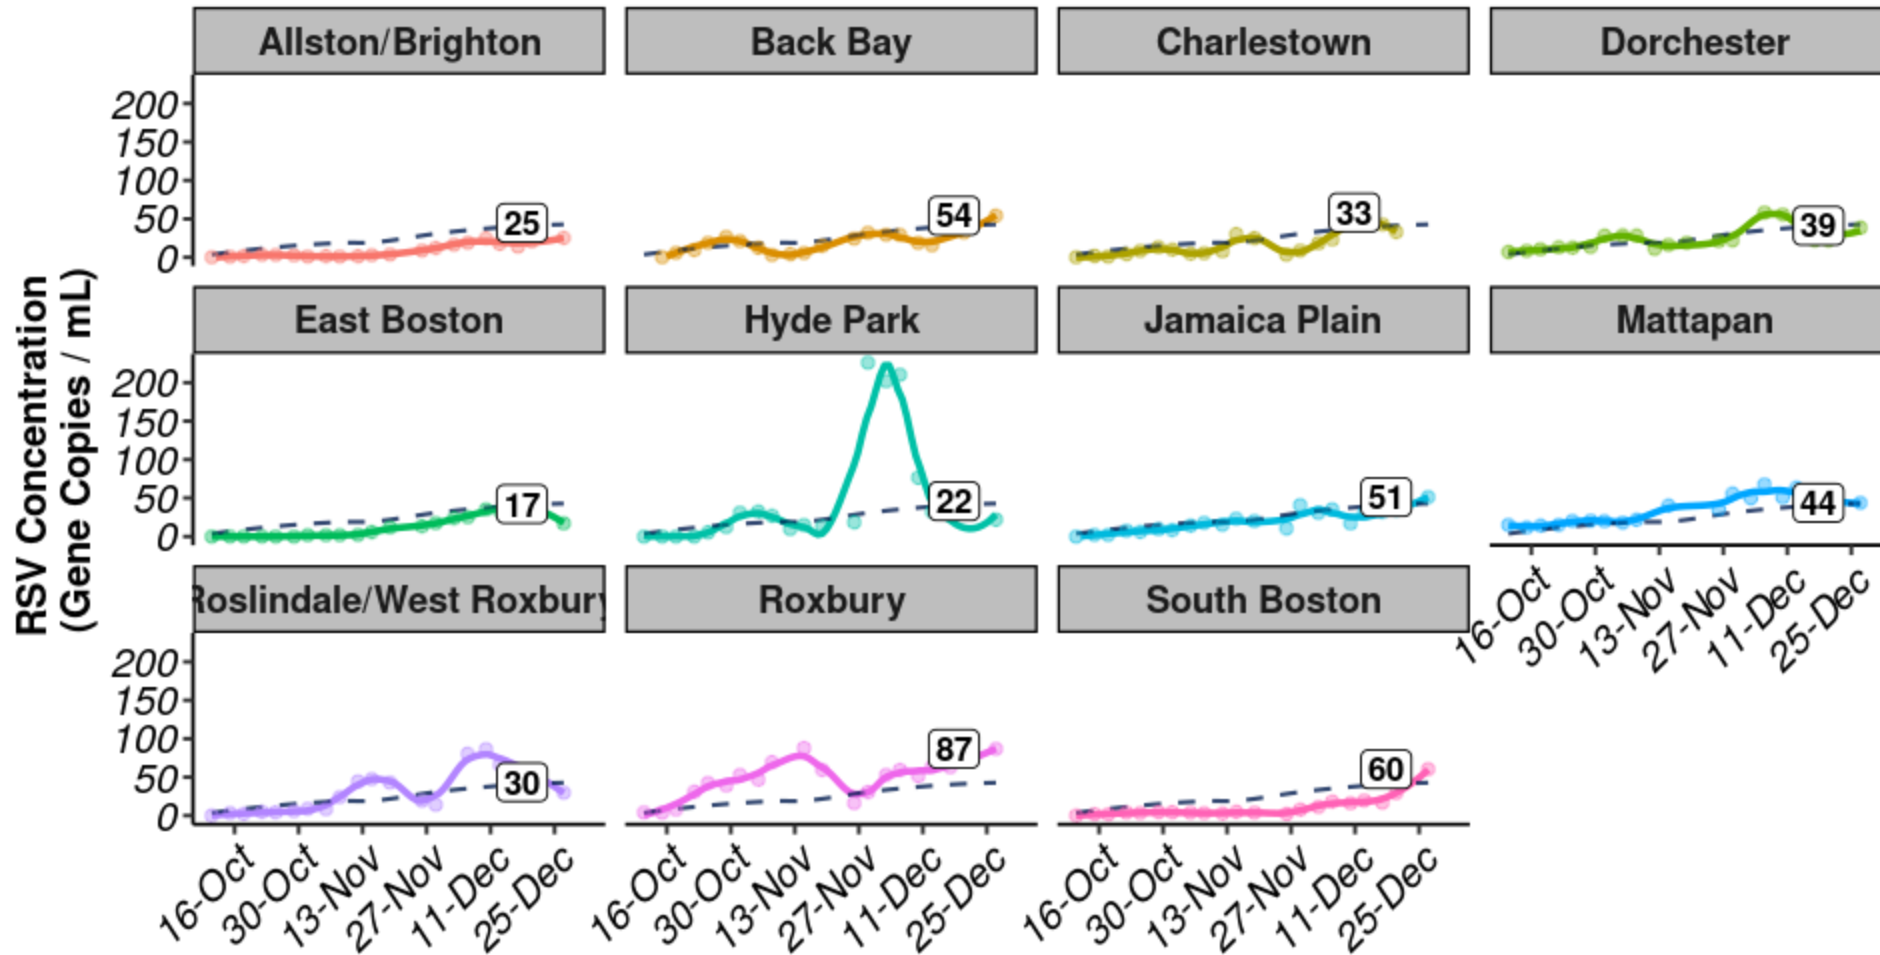 Allston/Brighton
Back Bay
Charlestown
Dorchester
200
150
100
50
0
25
54
33
39
RSV Concentration
(Gene Copies / mL)
East Boston
Hyde Park
Jamaica Plain
Mattapan
200
150
100
50
0
17
22
51
44
16-Oct
30-Oct
13-Nov
27-Nov
11-Dec
25-Dec
Roslindale/West Roxbury
Roxbury
South Boston
200
150
100
50
0
30
87
60
16-Oct
30-Oct
13-Nov
27-Nov
11-Dec
25-Dec
16-Oct
30-Oct
13-Nov
27-Nov
11-Dec
25-Dec
16-Oct
30-Oct
13-Nov
27-Nov
11-Dec
25-Dec